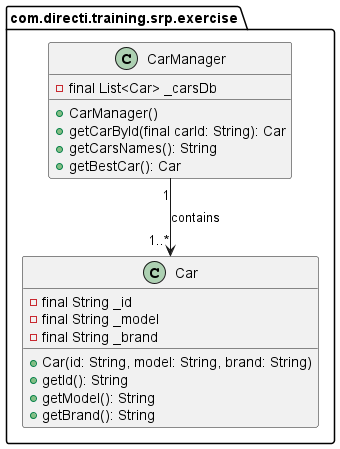 com.directi.training.srp.exercise
C CarManager
final List<Car> _carsDb
CarManager()
getCarById(final carId: String): Car
getCarsNames(): String
getBestCar(): Car
1
contains
1..*
C Car
final String _id
final String _model
final String _brand
Car(id: String, model: String, brand: String)
getId(): String
getModel(): String
getBrand(): String